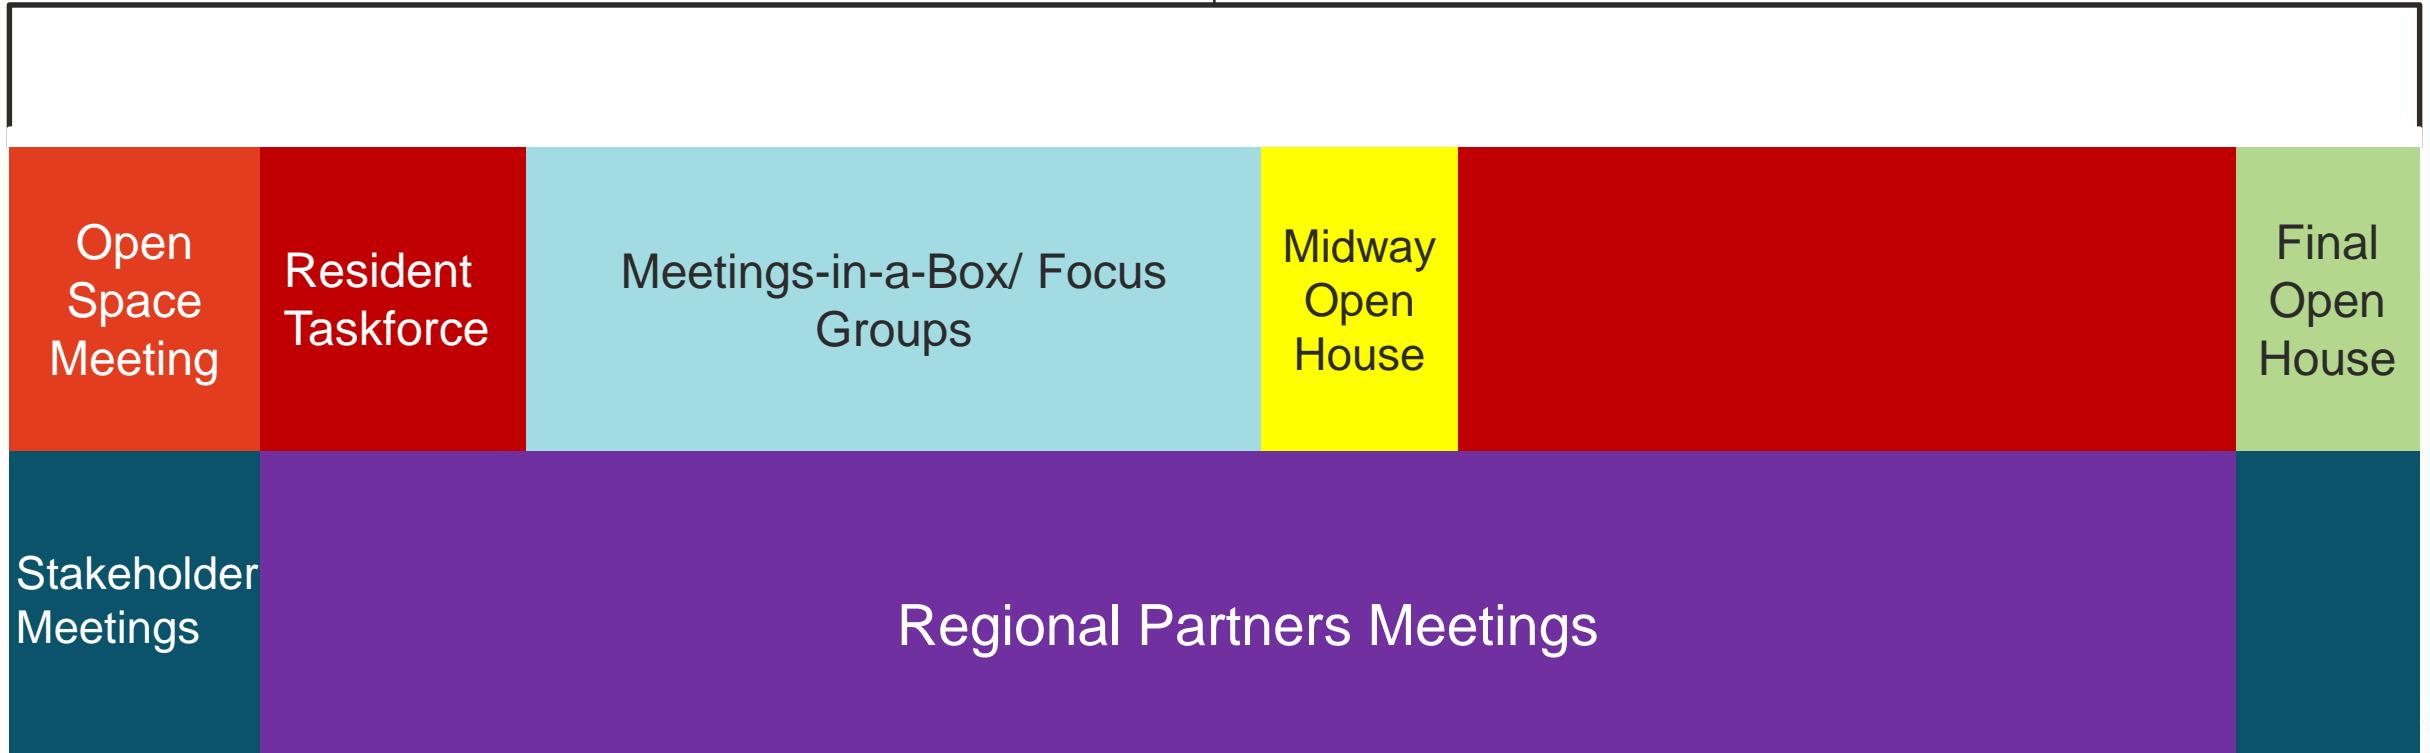 Open
Space
Meeting
Resident
Taskforce
Meetings-in-a-Box/ Focus
Groups
Midway
Open
House
Final
Open
House
Stakeholder
Meetings
Regional Partners Meetings